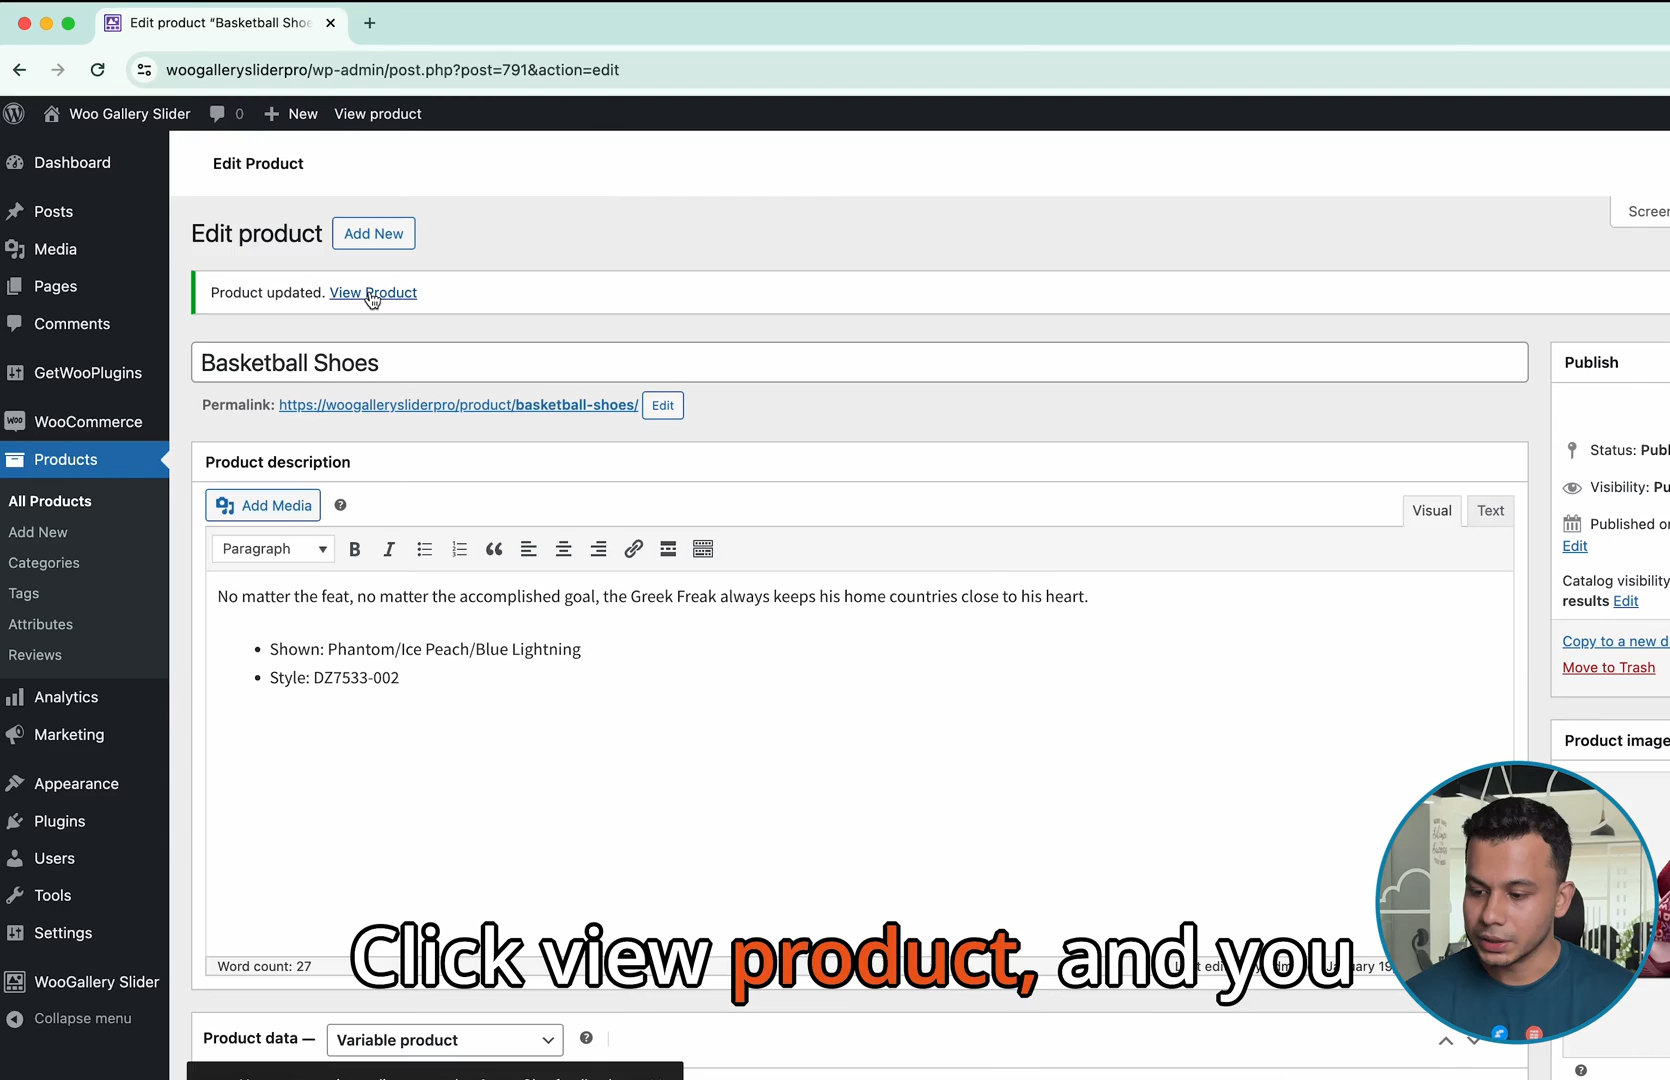 Edit product “Basketball Shoe
woogallerysliderpro/wp-admin/post.php?post=791&action=edit
Woo Gallery Slider
0
New
View product
Dashboard
Posts
Media
Pages
Comments
GetWooPlugins
WooCommerce
Products
All Products
Add New
Categories
Tags
Attributes
Reviews
Analytics
Marketing
Appearance
Plugins
Users
Tools
Settings
WooGallery Slider
Collapse menu
Edit Product
Screen
Edit product
Add New
Product updated. View Product
Basketball Shoes
Permalink: https://woogallerysliderpro/product/basketball-shoes/ Edit
Product description
Add Media
Visual
Text
Paragraph
No matter the feat, no matter the accomplished goal, the Greek Freak always keeps his home countries close to his heart.
Shown: Phantom/Ice Peach/Blue Lightning
Style: DZ7533-002
Click view product, and you
Word count: 27
January 19,
Product data — Variable product
Publish
Status: Publ
Visibility: Pu
Published on
Edit
Catalog visibility
results Edit
Copy to a new d
Move to Trash
Product image